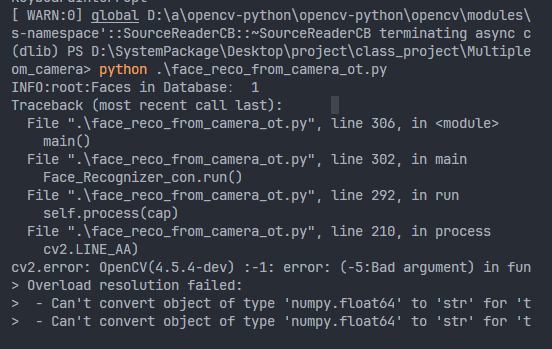 [ WARN:0] global D:\a\opencv-python\opencv-python\opencv\modules\
s-namespace'::SourceReaderCB::~SourceReaderCB terminating async c
(dlib) PS D:\SystemPackage\Desktop\project\class_project\Multiple
om_camera> python .\face_reco_from_camera_ot.py
INFO:root:Faces in Database： 1
Traceback (most recent call last):
  File ".\face_reco_from_camera_ot.py", line 306, in <module>
    main()
  File ".\face_reco_from_camera_ot.py", line 302, in main
    Face_Recognizer_con.run()
  File ".\face_reco_from_camera_ot.py", line 292, in run
    self.process(cap)
  File ".\face_reco_from_camera_ot.py", line 210, in process
    cv2.LINE_AA)
cv2.error: OpenCV(4.5.4-dev) :-1: error: (-5:Bad argument) in fun
> Overload resolution failed:
>  - Can't convert object of type 'numpy.float64' to 'str' for 't
>  - Can't convert object of type 'numpy.float64' to 'str' for 't